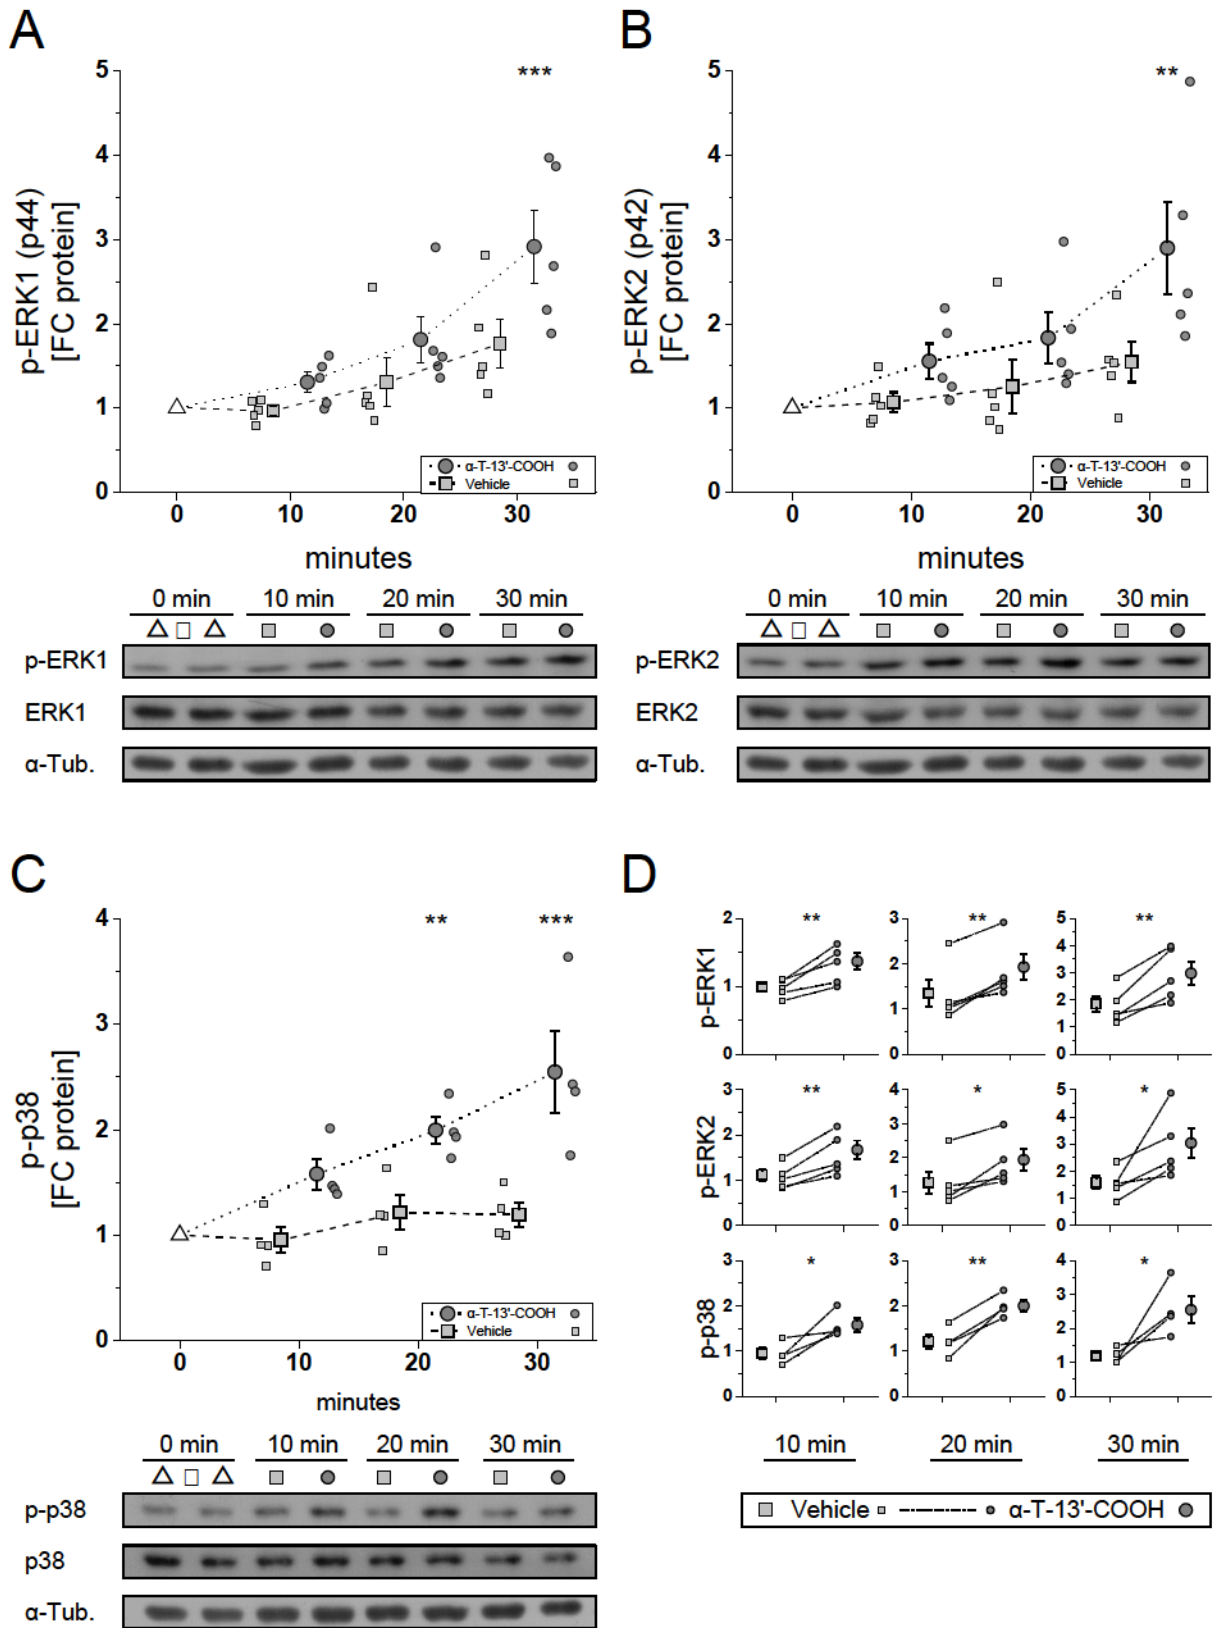 A
p-ERK1 (p44)
[FC protein]
5
4
3
2
1
0
***
α-T-13'-COOH
Vehicle
0 10 20 30
minutes
0 min 10 min 20 min 30 min
p-ERK1
ERK1
α-Tub.
B
p-ERK2 (p42)
[FC protein]
5
4
3
2
1
0
**
α-T-13'-COOH
Vehicle
0 10 20 30
minutes
0 min 10 min 20 min 30 min
p-ERK2
ERK2
α-Tub.
C
p-p38
[FC protein]
4
3
2
1
0
** ***
α-T-13'-COOH
Vehicle
0 10 20 30
minutes
0 min 10 min 20 min 30 min
p-p38
p38
α-Tub.
D
p-ERK1
2
1
0
**
3
2
1
0
**
5
4
3
2
1
0
**
p-ERK2
3
2
1
0
**
4
3
2
1
0
*
5
4
3
2
1
0
*
p-p38
3
2
1
0
*
3
2
1
0
**
4
3
2
1
0
*
10 min 20 min 30 min
Vehicle α-T-13'-COOH